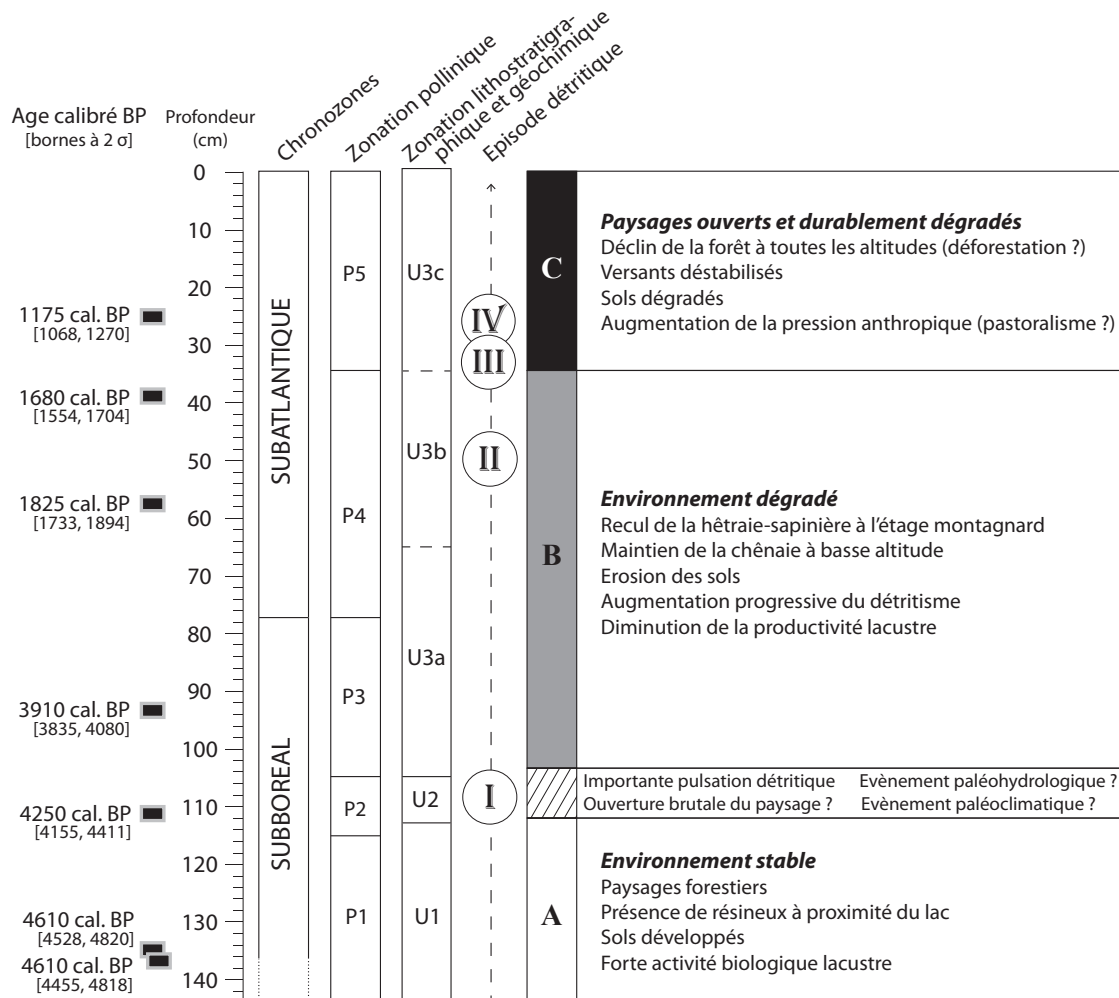 Age calibré BP
[bornes à 2 σ]
Profondeur
(cm)
Chronozones
Zonation pollinique
Zonation lithostratigra-
phique et géochimique
Episode détritique
0
10
20
30
40
50
60
70
80
90
100
110
120
130
140
1175 cal. BP
[1068, 1270]
1680 cal. BP
[1554, 1704]
1825 cal. BP
[1733, 1894]
3910 cal. BP
[3835, 4080]
4250 cal. BP
[4155, 4411]
4610 cal. BP
[4528, 4820]
4610 cal. BP
[4455, 4818]
SUBATLANTIQUE
SUBBOREAL
P5
P4
P3
P2
P1
U3c
U3b
U3a
U2
U1
IV
III
II
I
C
Paysages ouverts et durablement dégradés
Déclin de la forêt à toutes les altitudes (déforestation ?)
Versants déstabilisés
Sols dégradés
Augmentation de la pression anthropique (pastoralisme ?)
B
Environnement dégradé
Recul de la hêtraie-sapinière à l'étage montagnard
Maintien de la chênaie à basse altitude
Erosion des sols
Augmentation progressive du détritisme
Diminution de la productivité lacustre
Importante pulsation détritique Evènement paléohydrologique ?
Ouverture brutale du paysage ? Evènement paléoclimatique ?
A
Environnement stable
Paysages forestiers
Présence de résineux à proximité du lac
Sols développés
Forte activité biologique lacustre